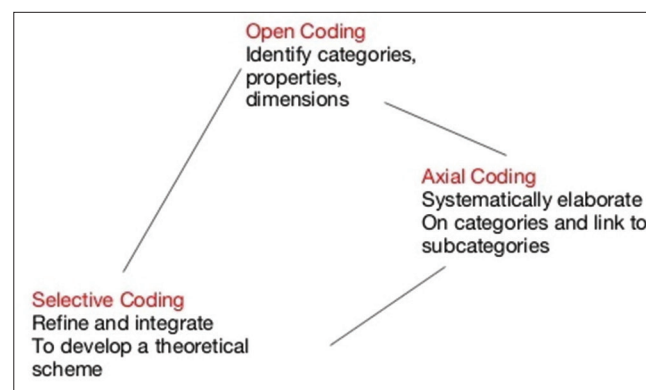 Open Coding
Identify categories,
properties,
dimensions
Axial Coding
Systematically elaborate
On categories and link to
subcategories
Selective Coding
Refine and integrate
To develop a theoretical
scheme